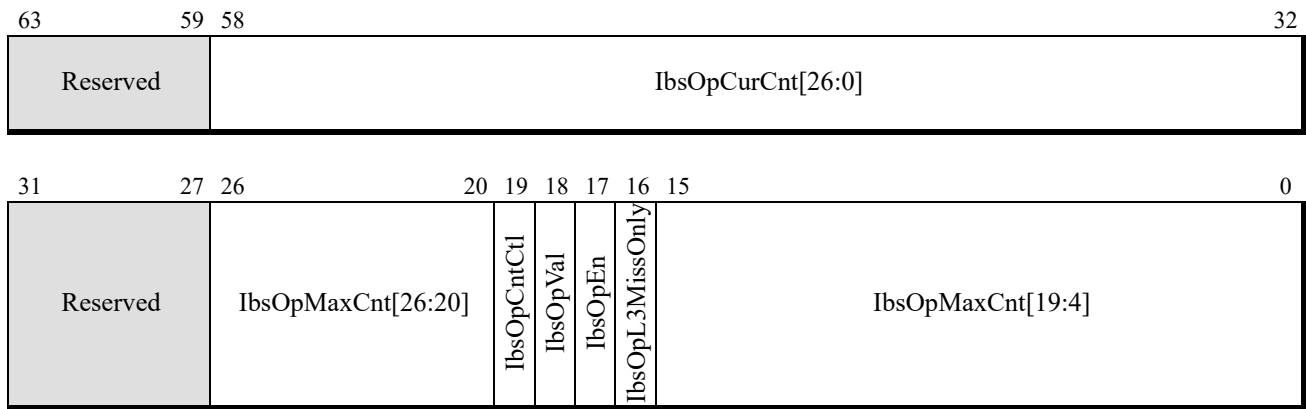 63 59 58 32
Reserved IbsOpCurCnt[26:0]
31 27 26 20 19 18 17 16 15 0
Reserved IbsOpMaxCnt[26:20] IbsOpCntCtl IbsOpVal IbsOpEn IbsOpL3MissOnly IbsOpMaxCnt[19:4]